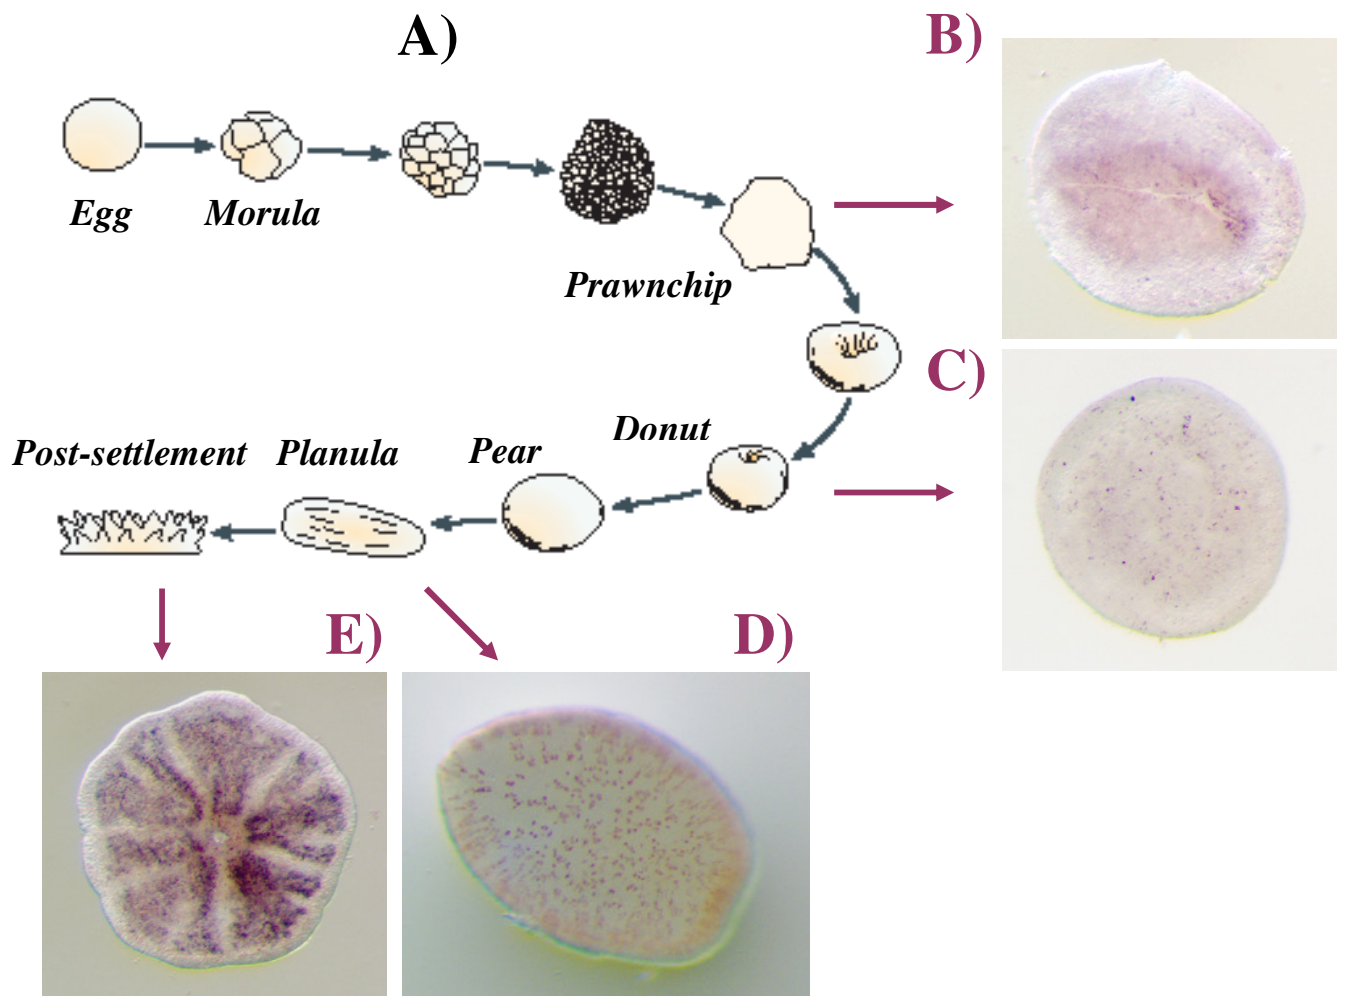 A)
B)
Egg
Morula
Prawnchip
C)
Donut
Post-settlement
Planula
Pear
E)
D)